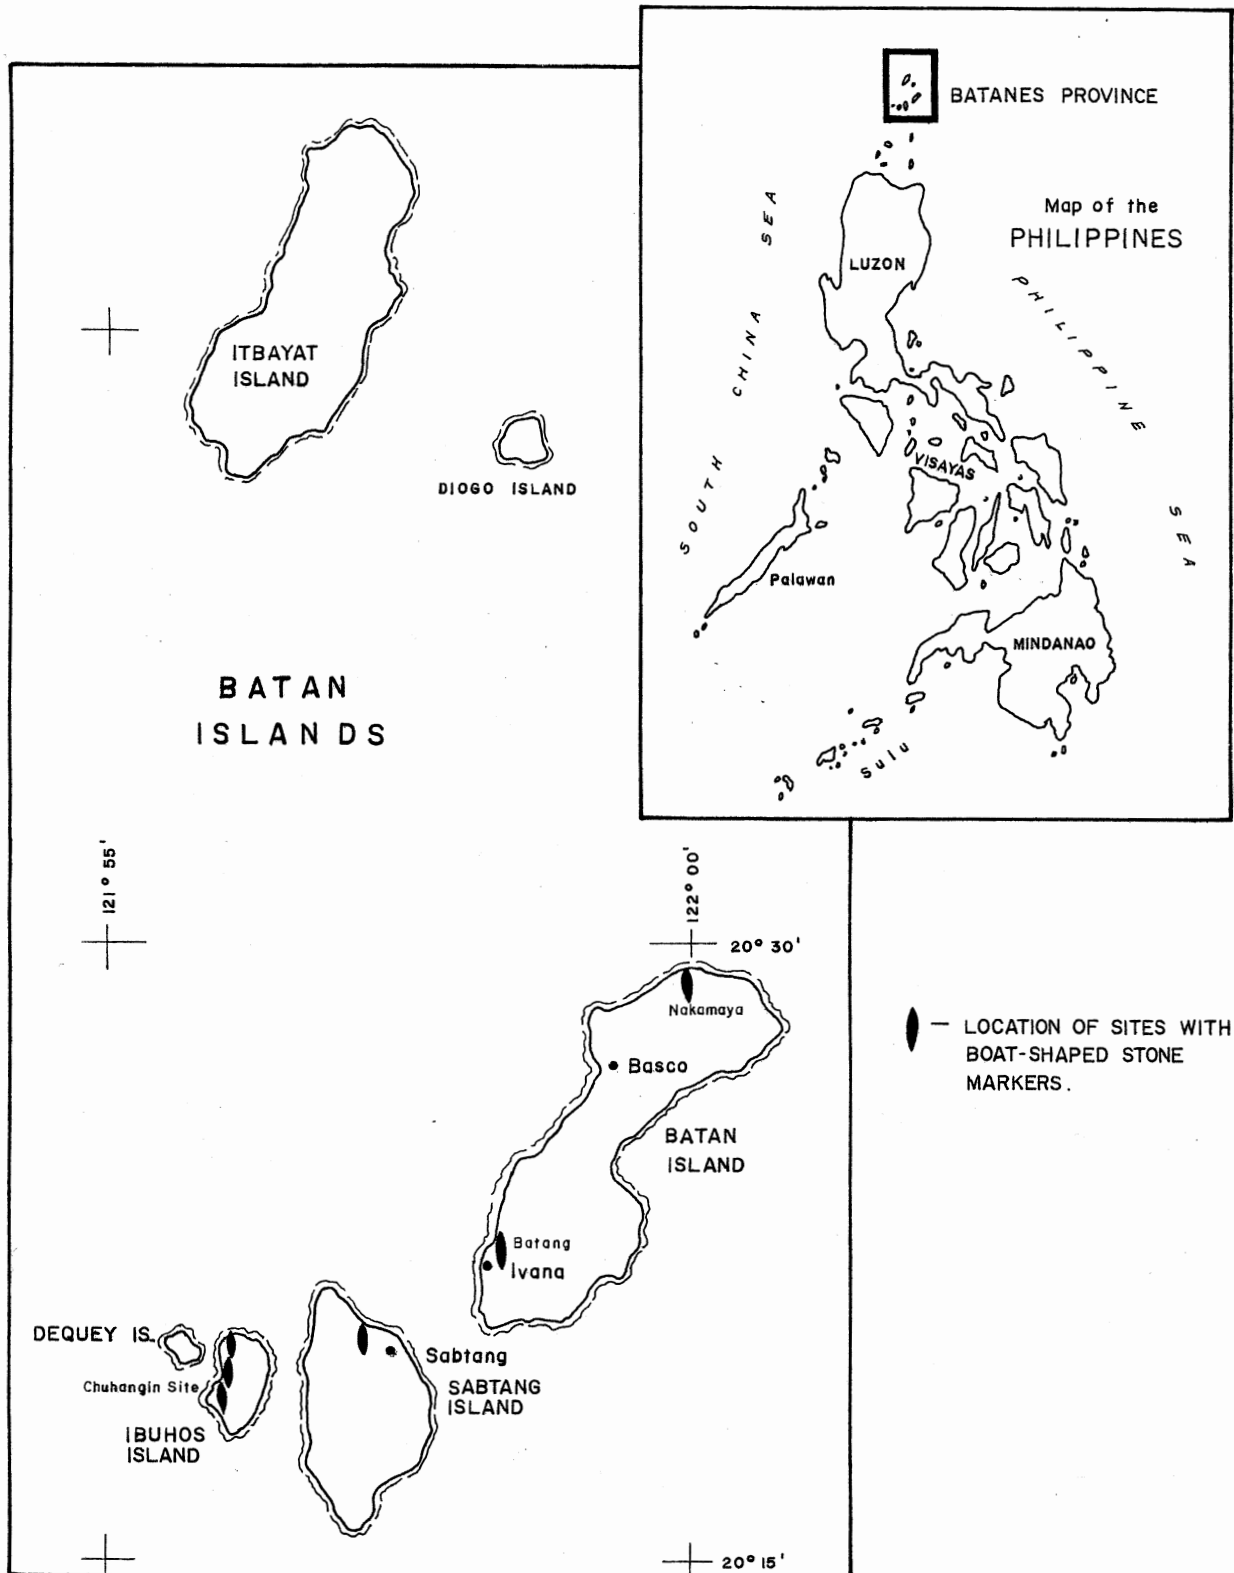 BATANES PROVINCE
Map of the
PHILIPPINES
SOUTH CHINA SEA
PHILIPPINE SEA
LUZON
VISAYAS
Palawan
MINDANAO
Sulu
ITBAYAT
ISLAND
DIOGO ISLAND
BATAN
ISLANDS
121° 55'
122° 00'
20° 30'
Nakamaya
Basco
BATAN
ISLAND
Batang
Ivana
DEQUEY IS.
Chuhangin Site
IBUHOS
ISLAND
Sabtang
SABTANG
ISLAND
20° 15'
— LOCATION OF SITES WITH
BOAT-SHAPED STONE
MARKERS.